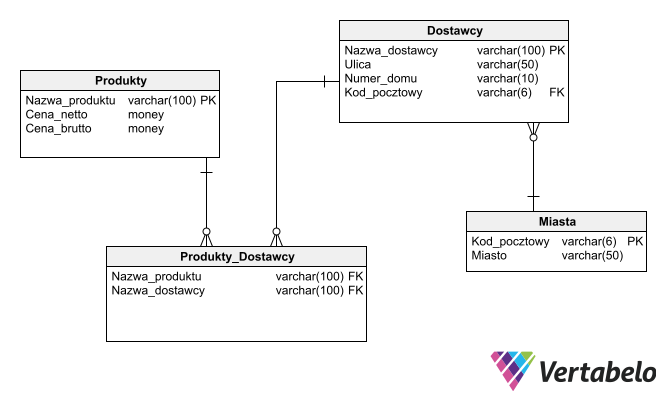 Dostawcy
Nazwa_dostawcy varchar(100) PK
Ulica varchar(50)
Numer_domu varchar(10)
Kod_pocztowy varchar(6) FK
Produkty
Nazwa_produktu varchar(100) PK
Cena_netto money
Cena_brutto money
Miasta
Kod_pocztowy varchar(6) PK
Miasto varchar(50)
Produkty_Dostawcy
Nazwa_produktu varchar(100) FK
Nazwa_dostawcy varchar(100) FK
Vertabelo